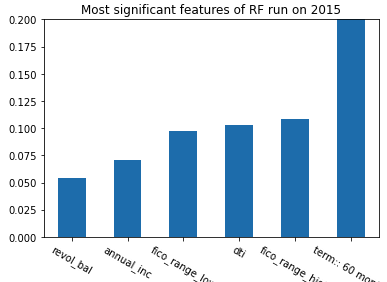 Most significant features of RF run on 2015
0.200
0.175
0.150
0.125
0.100
0.075
0.050
0.025
0.000
revol_bal
annual_inc
fico_range_lo
dti
fico_range_hi
term:: 60 mon